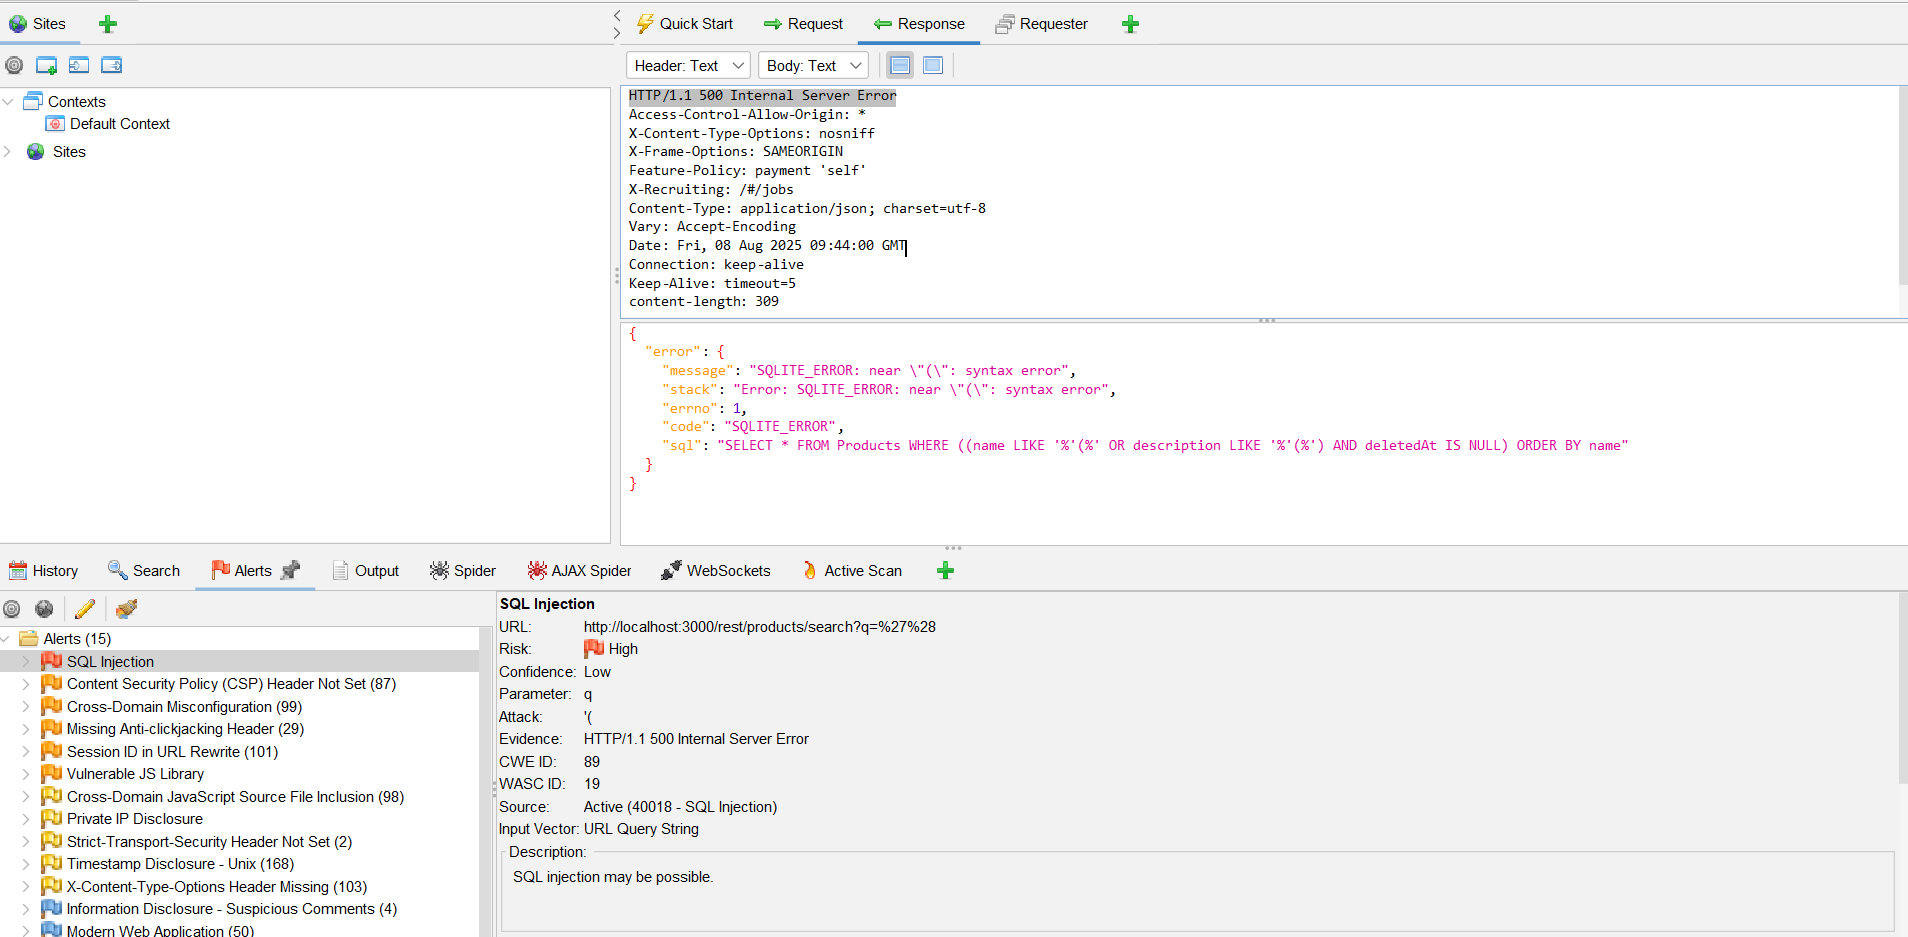 Sites
Quick Start
Request
Response
Requester
Header: Text
Body: Text
Contexts
Default Context
Sites
HTTP/1.1 500 Internal Server Error
Access-Control-Allow-Origin: *
X-Content-Type-Options: nosniff
X-Frame-Options: SAMEORIGIN
Feature-Policy: payment 'self'
X-Recruiting: /#/jobs
Content-Type: application/json; charset=utf-8
Vary: Accept-Encoding
Date: Fri, 08 Aug 2025 09:44:00 GMT
Connection: keep-alive
Keep-Alive: timeout=5
content-length: 309
{
"error": {
"message": "SQLITE_ERROR: near \"(\": syntax error",
"stack": "Error: SQLITE_ERROR: near \"(\": syntax error",
"errno": 1,
"code": "SQLITE_ERROR",
"sql": "SELECT * FROM Products WHERE ((name LIKE '%'(%' OR description LIKE '%'(%') AND deletedAt IS NULL) ORDER BY name"
}
}
History
Search
Alerts
Output
Spider
AJAX Spider
WebSockets
Active Scan
Alerts (15)
SQL Injection
Content Security Policy (CSP) Header Not Set (87)
Cross-Domain Misconfiguration (99)
Missing Anti-clickjacking Header (29)
Session ID in URL Rewrite (101)
Vulnerable JS Library
Cross-Domain JavaScript Source File Inclusion (98)
Private IP Disclosure
Strict-Transport-Security Header Not Set (2)
Timestamp Disclosure - Unix (168)
X-Content-Type-Options Header Missing (103)
Information Disclosure - Suspicious Comments (4)
Modern Web Application (50)
SQL Injection
URL: http://localhost:3000/rest/products/search?q=%27%28
Risk: High
Confidence: Low
Parameter: q
Attack: '(
Evidence: HTTP/1.1 500 Internal Server Error
CWE ID: 89
WASC ID: 19
Source: Active (40018 - SQL Injection)
Input Vector: URL Query String
Description:
SQL injection may be possible.